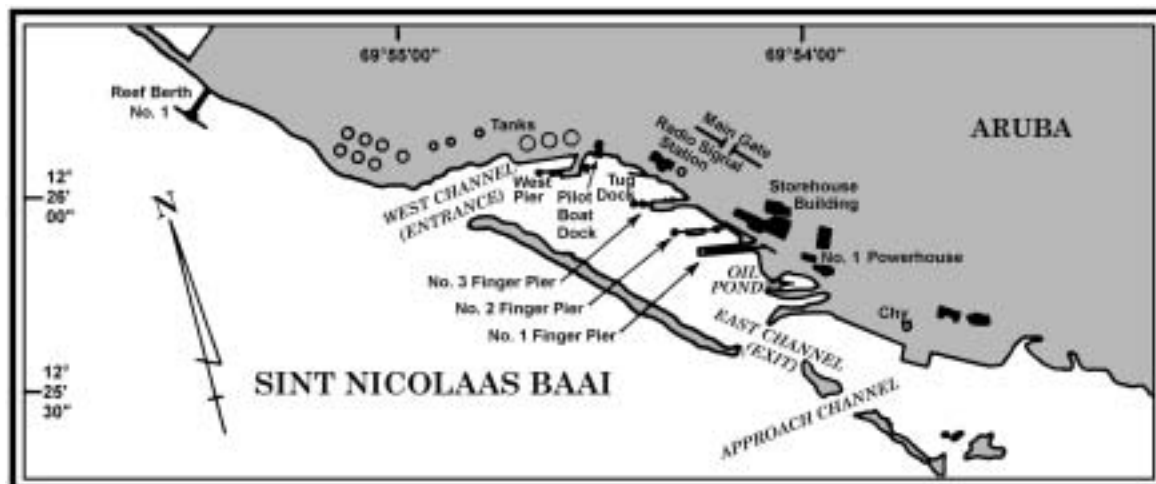 69°55'00"
69°54'00"
Reef Berth
No. 1
Tanks
Main Gate
Radio Signal
Station
ARUBA
12°
26'
00"
WEST CHANNEL
(ENTRANCE)
West
Pier
Pilot
Boat
Dock
Tug
Dock
Storehouse
Building
N
No. 3 Finger Pier
No. 2 Finger Pier
No. 1 Finger Pier
OIL
POND
No. 1 Powerhouse
Chy
EAST CHANNEL
(EXIT)
12°
25'
30"
SINT NICOLAAS BAAI
APPROACH CHANNEL